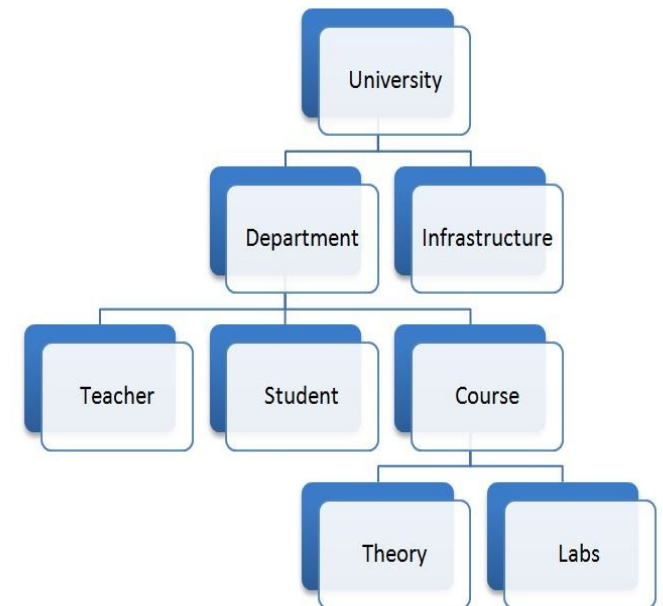 University
Department
Infrastructure
Teacher
Student
Course
Theory
Labs